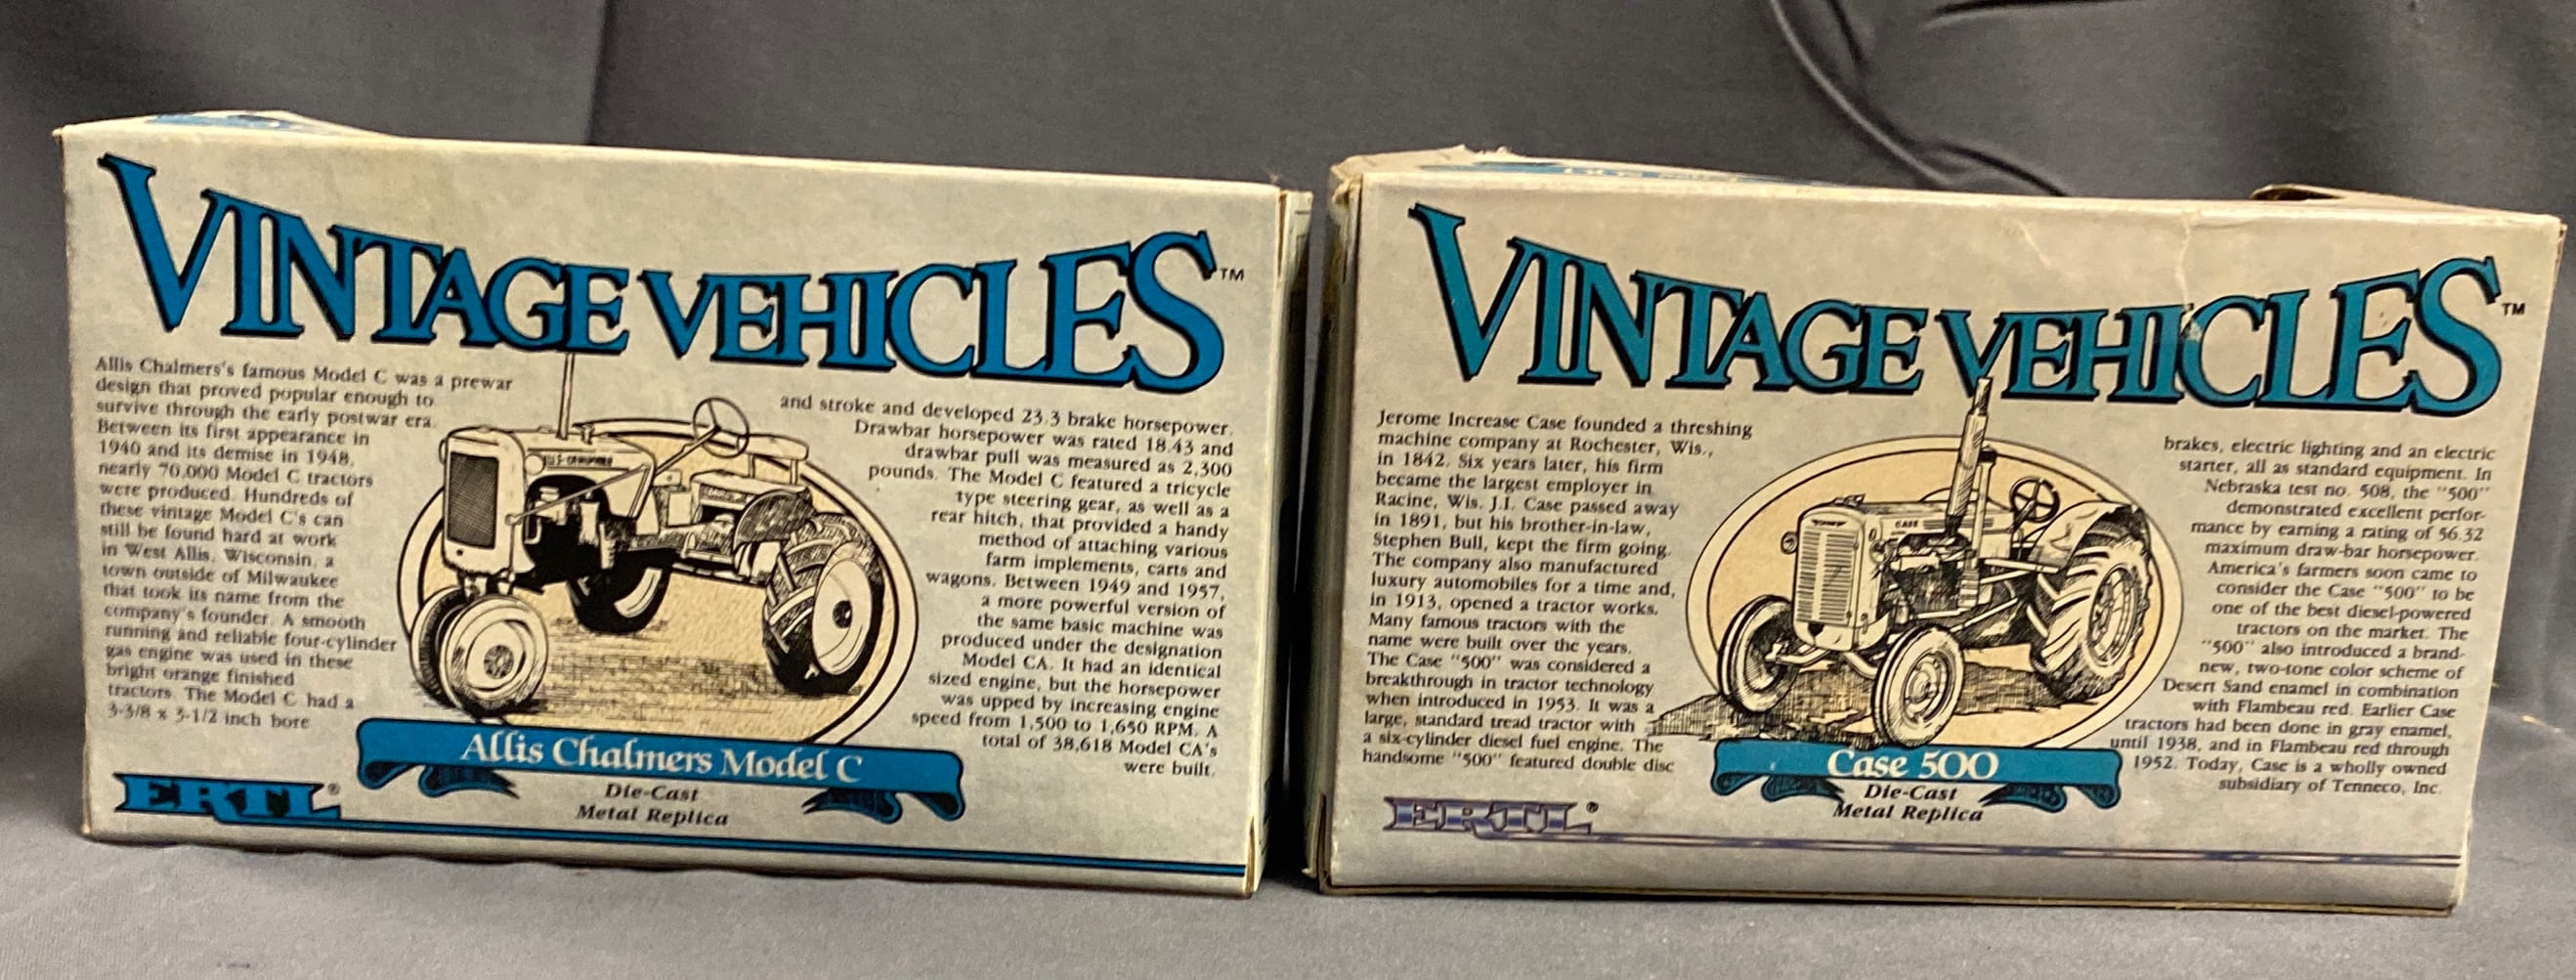 VINTAGE VEHICLES™
Allis Chalmers's famous Model C was a prewar
design that proved popular enough to
survive through the early postwar era.
Between its first appearance in
1940 and its demise in 1948,
nearly 70,000 Model C tractors
were produced. Hundreds of
these vintage Model C's can
still be found hard at work
in West Allis, Wisconsin, a
town outside of Milwaukee
that took its name from the
company's founder. A smooth
running and reliable four-cylinder
gas engine was used in these
bright orange finished
tractors. The Model C had a
3-3/8 x 3-1/2 inch bore
and stroke and developed 23.3 brake horsepower.
Drawbar horsepower was rated 18.43 and
drawbar pull was measured as 2,300
pounds. The Model C featured a tricycle
type steering gear, as well as a
rear hitch, that provided a handy
method of attaching various
farm implements, carts and
wagons. Between 1949 and 1957,
a more powerful version of
the same basic machine was
produced under the designation
Model CA. It had an identical
sized engine, but the horsepower
was upped by increasing engine
speed from 1,500 to 1,650 RPM. A
total of 38,618 Model CA's
were built.
Allis Chalmers Model C
Die-Cast
Metal Replica
ERTL®
VINTAGE VEHICLES™
Jerome Increase Case founded a threshing
machine company at Rochester, Wis.,
in 1842. Six years later, his firm
became the largest employer in
Racine, Wis. J.I. Case passed away
in 1891, but his brother-in-law,
Stephen Bull, kept the firm going.
The company also manufactured
luxury automobiles for a time and,
in 1913, opened a tractor works.
Many famous tractors with the
name were built over the years.
The Case "500" was considered a
breakthrough in tractor technology
when introduced in 1953. It was a
large, standard tread tractor with
a six-cylinder diesel fuel engine. The
handsome "500" featured double disc
brakes, electric lighting and an electric
starter, all as standard equipment. In
Nebraska test no. 508, the "500"
demonstrated excellent perfor-
mance by earning a rating of 56.32
maximum draw-bar horsepower.
America's farmers soon came to
consider the Case "500" to be
one of the best diesel-powered
tractors on the market. The
"500" also introduced a brand-
new, two-tone color scheme of
Desert Sand enamel in combination
with Flambeau red. Earlier Case
tractors had been done in gray enamel,
until 1938, and in Flambeau red through
1952. Today, Case is a wholly owned
subsidiary of Tenneco, Inc.
CASE
Case 500
Die-Cast
Metal Replica
ERTL®